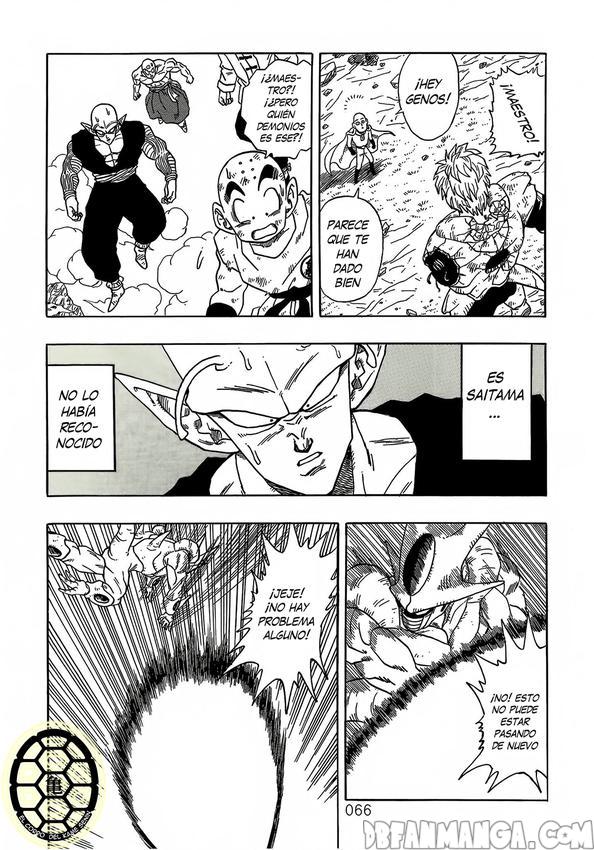 ¡HEY
GENOS!
¡MAESTRO!
PARECE
QUE TE
HAN
DADO
BIEN
¡¿MAES-
TRO?!
¡¿PERO
QUIÉN
DEMONIOS
ES ESE?!
ES
SAITAMA
...
NO LO
HABÍA
RECO-
NOCIDO
¡NO! ESTO
NO PUEDE
ESTAR
PASANDO
DE NUEVO
¡JEJE!
¡NO HAY
PROBLEMA
ALGUNO!
066
亀
DBFANMANGA.COM